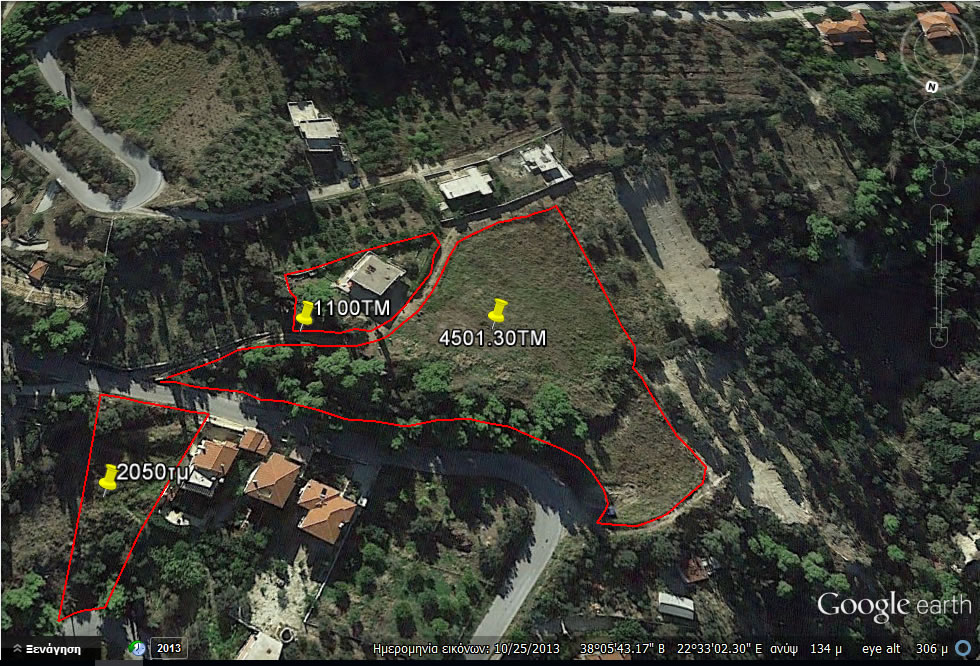 N
1100TM
4501.30TM
2050τμ
Google earth
Ξενάγηση
2013
Ημερομηνία εικόνων: 10/25/2013 38°05'43.17" Β 22°33'02.30" Ε ανύψ 134 μ eye alt 306 μ